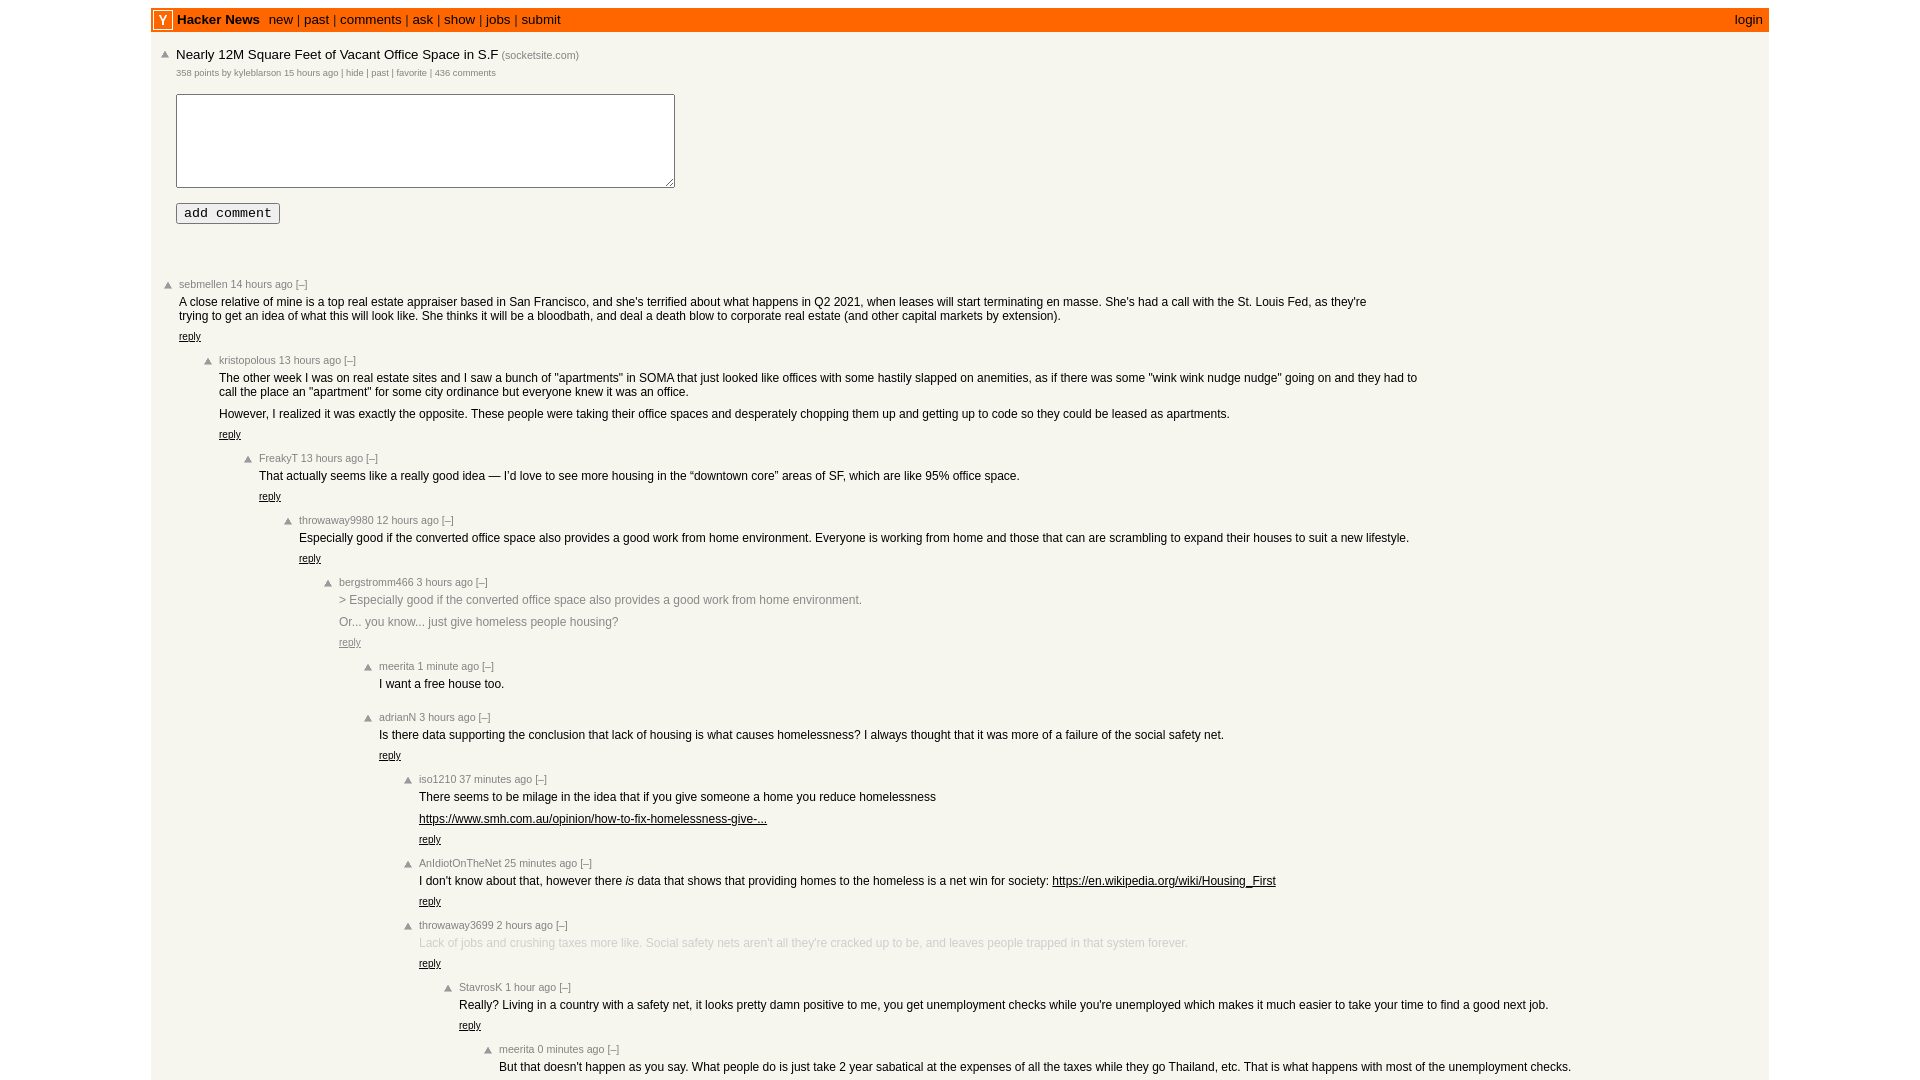 Y Hacker News new | past | comments | ask | show | jobs | submit login
Nearly 12M Square Feet of Vacant Office Space in S.F (socketsite.com)
358 points by kyleblarson 15 hours ago | hide | past | favorite | 436 comments
add comment
sebmellen 14 hours ago [–]
A close relative of mine is a top real estate appraiser based in San Francisco, and she's terrified about what happens in Q2 2021, when leases will start terminating en masse. She's had a call with the St. Louis Fed, as they're
trying to get an idea of what this will look like. She thinks it will be a bloodbath, and deal a death blow to corporate real estate (and other capital markets by extension).
reply
kristopolous 13 hours ago [–]
The other week I was on real estate sites and I saw a bunch of "apartments" in SOMA that just looked like offices with some hastily slapped on anemities, as if there was some "wink wink nudge nudge" going on and they had to
call the place an "apartment" for some city ordinance but everyone knew it was an office.
However, I realized it was exactly the opposite. These people were taking their office spaces and desperately chopping them up and getting up to code so they could be leased as apartments.
reply
FreakyT 13 hours ago [–]
That actually seems like a really good idea — I’d love to see more housing in the “downtown core” areas of SF, which are like 95% office space.
reply
throwaway9980 12 hours ago [–]
Especially good if the converted office space also provides a good work from home environment. Everyone is working from home and those that can are scrambling to expand their houses to suit a new lifestyle.
reply
bergstromm466 3 hours ago [–]
> Especially good if the converted office space also provides a good work from home environment.
Or... you know... just give homeless people housing?
reply
meerita 1 minute ago [–]
I want a free house too.
adrianN 3 hours ago [–]
Is there data supporting the conclusion that lack of housing is what causes homelessness? I always thought that it was more of a failure of the social safety net.
reply
iso1210 37 minutes ago [–]
There seems to be milage in the idea that if you give someone a home you reduce homelessness
https://www.smh.com.au/opinion/how-to-fix-homelessness-give-...
reply
AnIdiotOnTheNet 25 minutes ago [–]
I don't know about that, however there is data that shows that providing homes to the homeless is a net win for society: https://en.wikipedia.org/wiki/Housing_First
reply
throwaway3699 2 hours ago [–]
Lack of jobs and crushing taxes more like. Social safety nets aren't all they're cracked up to be, and leaves people trapped in that system forever.
reply
StavrosK 1 hour ago [–]
Really? Living in a country with a safety net, it looks pretty damn positive to me, you get unemployment checks while you're unemployed which makes it much easier to take your time to find a good next job.
reply
meerita 0 minutes ago [–]
But that doesn't happen as you say. What people do is just take 2 year sabatical at the expenses of all the taxes while they go Thailand, etc. That is what happens with most of the unemployment checks.